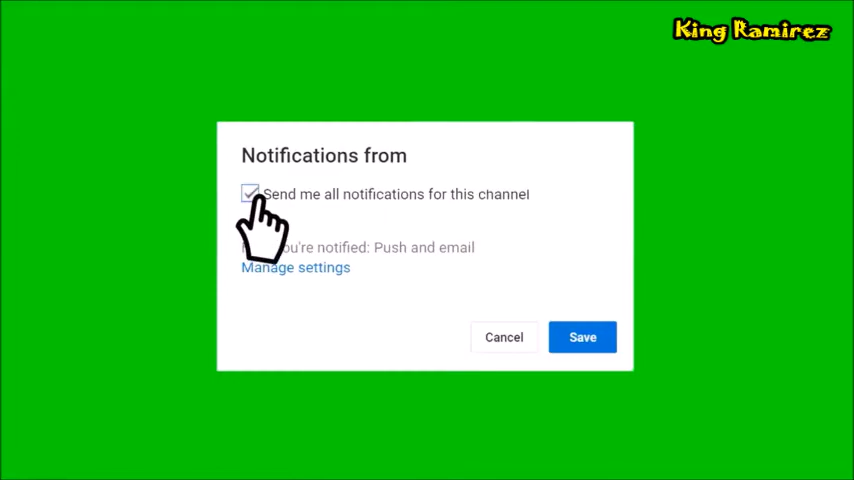 King Ramirez
Notifications from
Send me all notifications for this channel
you're notified: Push and email
Manage settings
Cancel
Save